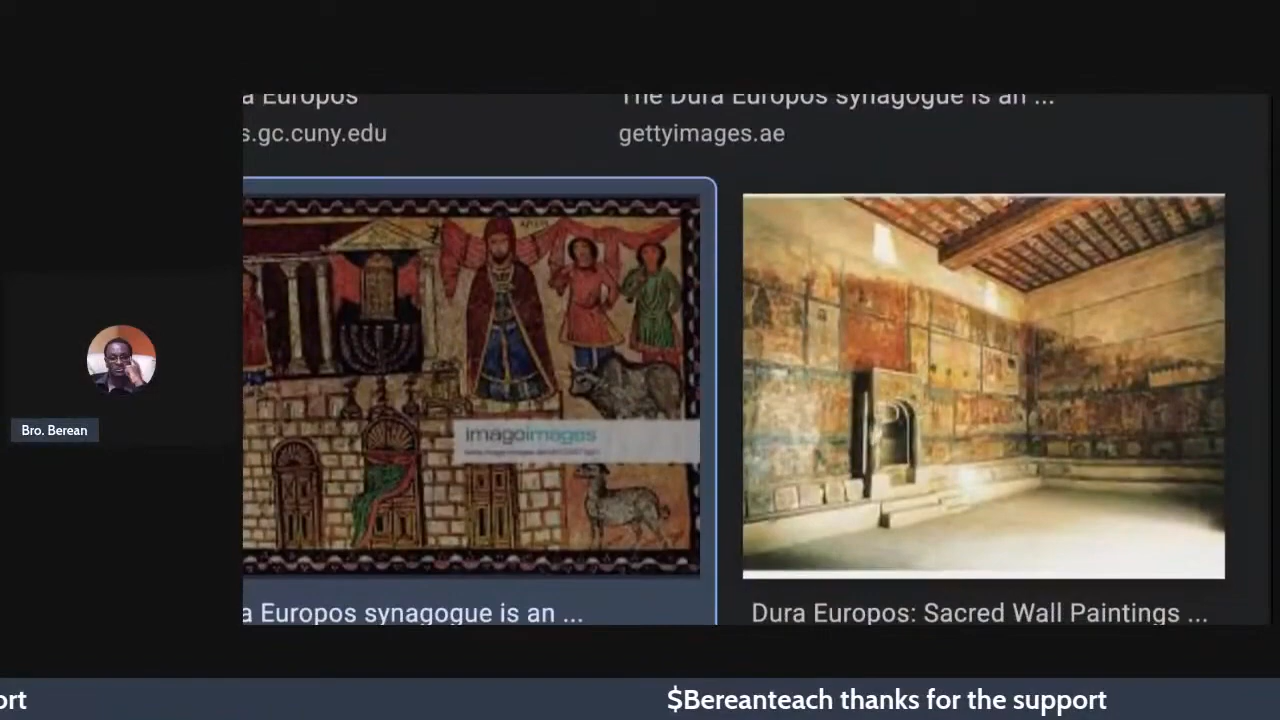 a Europos
The Dura Europos synagogue is an ...
s.gc.cuny.edu
gettyimages.ae
imagoimages
a Europos synagogue is an ...
Dura Europos: Sacred Wall Paintings ...
Bro. Berean
ort
$Bereanteach thanks for the support